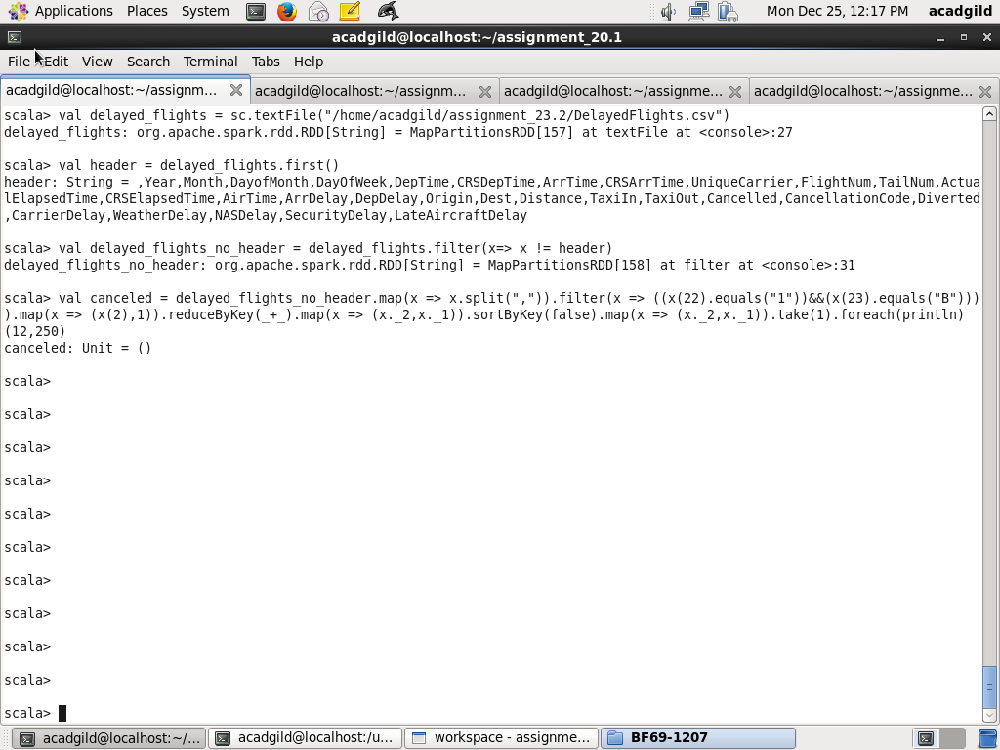 Applications Places System Mon Dec 25, 12:17 PM acadgild
acadgild@localhost:~/assignment_20.1
File Edit View Search Terminal Tabs Help
acadgild@localhost:~/assignm... acadgild@localhost:~/assignm... acadgild@localhost:~/assignme... acadgild@localhost:~/assignme...
scala> val delayed_flights = sc.textFile("/home/acadgild/assignment_23.2/DelayedFlights.csv")
delayed_flights: org.apache.spark.rdd.RDD[String] = MapPartitionsRDD[157] at textFile at <console>:27
scala> val header = delayed_flights.first()
header: String = ,Year,Month,DayofMonth,DayOfWeek,DepTime,CRSDepTime,ArrTime,CRSArrTime,UniqueCarrier,FlightNum,TailNum,Actua
lElapsedTime,CRSElapsedTime,AirTime,ArrDelay,DepDelay,Origin,Dest,Distance,TaxiIn,TaxiOut,Cancelled,CancellationCode,Diverted
,CarrierDelay,WeatherDelay,NASDelay,SecurityDelay,LateAircraftDelay
scala> val delayed_flights_no_header = delayed_flights.filter(x=> x != header)
delayed_flights_no_header: org.apache.spark.rdd.RDD[String] = MapPartitionsRDD[158] at filter at <console>:31
scala> val canceled = delayed_flights_no_header.map(x => x.split(",")).filter(x => ((x(22).equals("1"))&&(x(23).equals("B")))
).map(x => (x(2),1)).reduceByKey(_+_).map(x => (x._2,x._1)).sortByKey(false).map(x => (x._2,x._1)).take(1).foreach(println)
(12,250)
canceled: Unit = ()
scala>
scala>
scala>
scala>
scala>
scala>
scala>
scala>
scala>
scala>
scala>
acadgild@localhost:~/... acadgild@localhost:/u... workspace - assignme... BF69-1207